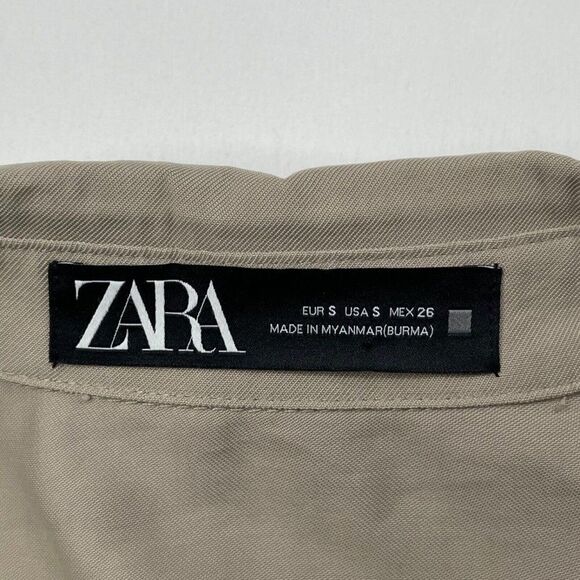 ZARA
EUR S USA S MEX 26
MADE IN MYANMAR(BURMA)